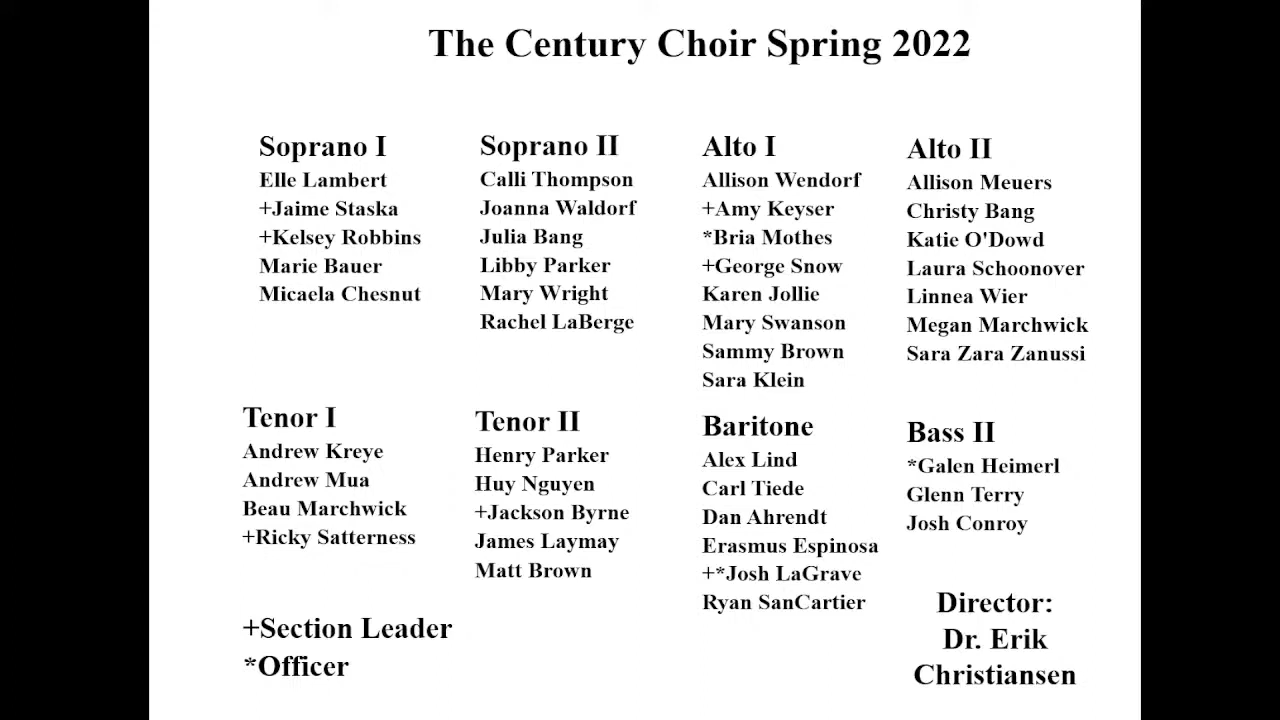 The Century Choir Spring 2022
Soprano I
Elle Lambert
+Jaime Staska
+Kelsey Robbins
Marie Bauer
Micaela Chesnut
Soprano II
Calli Thompson
Joanna Waldorf
Julia Bang
Libby Parker
Mary Wright
Rachel LaBerge
Alto I
Allison Wendorf
+Amy Keyser
*Bria Mothes
+George Snow
Karen Jollie
Mary Swanson
Sammy Brown
Sara Klein
Alto II
Allison Meuers
Christy Bang
Katie O'Dowd
Laura Schoonover
Linnea Wier
Megan Marchwick
Sara Zara Zanussi
Tenor I
Andrew Kreye
Andrew Mua
Beau Marchwick
+Ricky Satterness
Tenor II
Henry Parker
Huy Nguyen
+Jackson Byrne
James Laymay
Matt Brown
Baritone
Alex Lind
Carl Tiede
Dan Ahrendt
Erasmus Espinosa
+*Josh LaGrave
Ryan SanCartier
Bass II
*Galen Heimerl
Glenn Terry
Josh Conroy
+Section Leader
*Officer
Director:
Dr. Erik
Christiansen